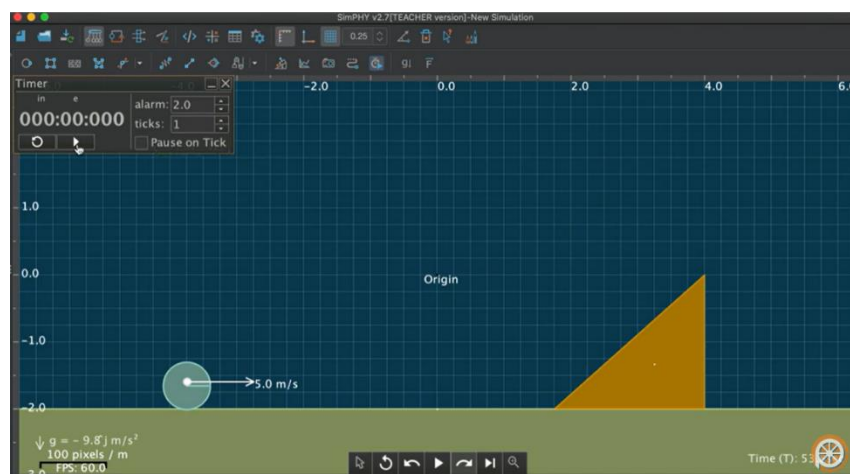 SimPHY v2.7[TEACHER version]-New Simulation
0.25
Timer
-2.0 0.0 2.0 4.0 6.
in e
000:00:000
alarm: 2.0
ticks: 1
Pause on Tick
1.0
0.0
Origin
-1.0
5.0 m/s
-2.0
g = - 9.8 j m/s²
100 pixels / m
FPS: 60.0
Time (T): 5